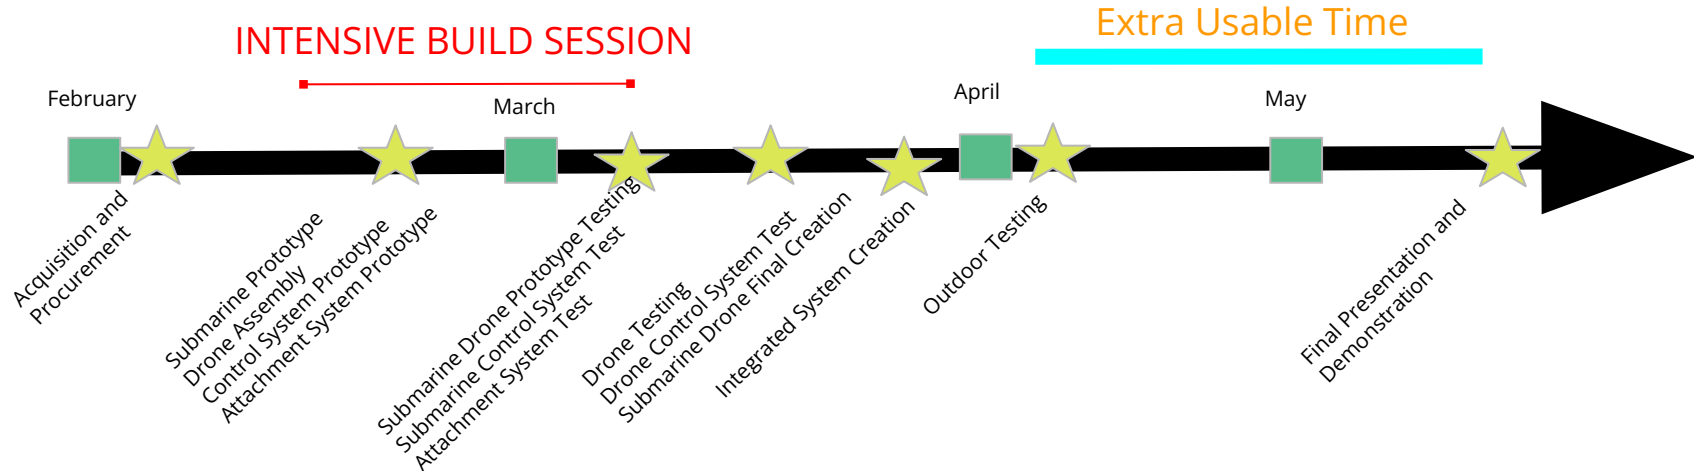 INTENSIVE BUILD SESSION
Extra Usable Time
February
March
April
May
Acquisition and
Procurement
Submarine Prototype
Drone Assembly
Control System Prototype
Attachment System Prototype
Submarine Drone Prototype Testing
Submarine Control System Test
Attachment System Test
Drone Testing
Drone Control System Test
Submarine Drone Final Creation
Integrated System Creation
Outdoor Testing
Final Presentation and
Demonstration